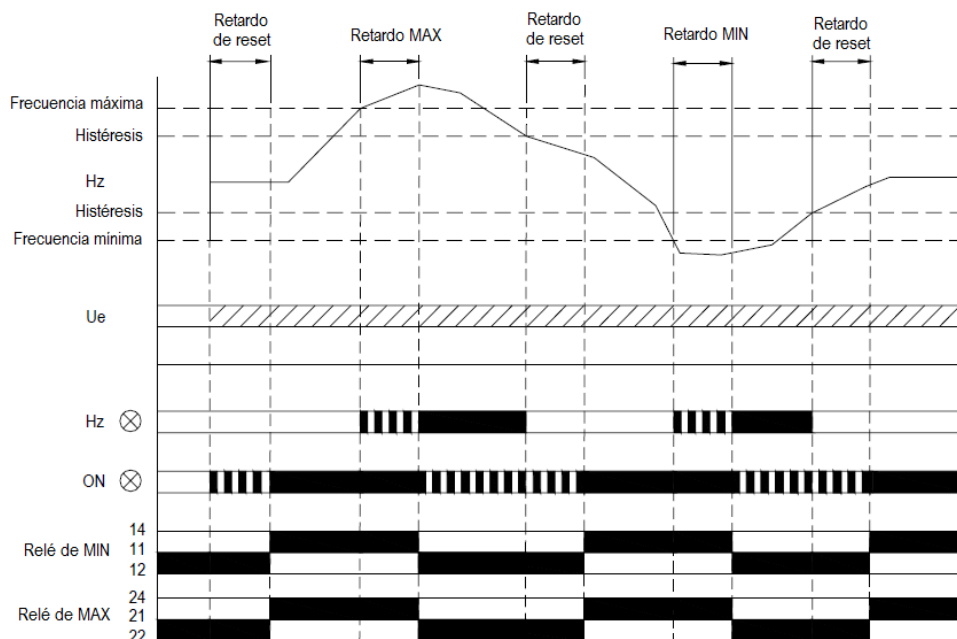 Retardo
de reset
Retardo MAX
Retardo
de reset
Retardo MIN
Retardo
de reset
Frecuencia máxima
Histéresis
Hz
Histéresis
Frecuencia mínima
Ue
Hz
ON
Relé de MIN
14
11
12
Relé de MAX
24
21
22